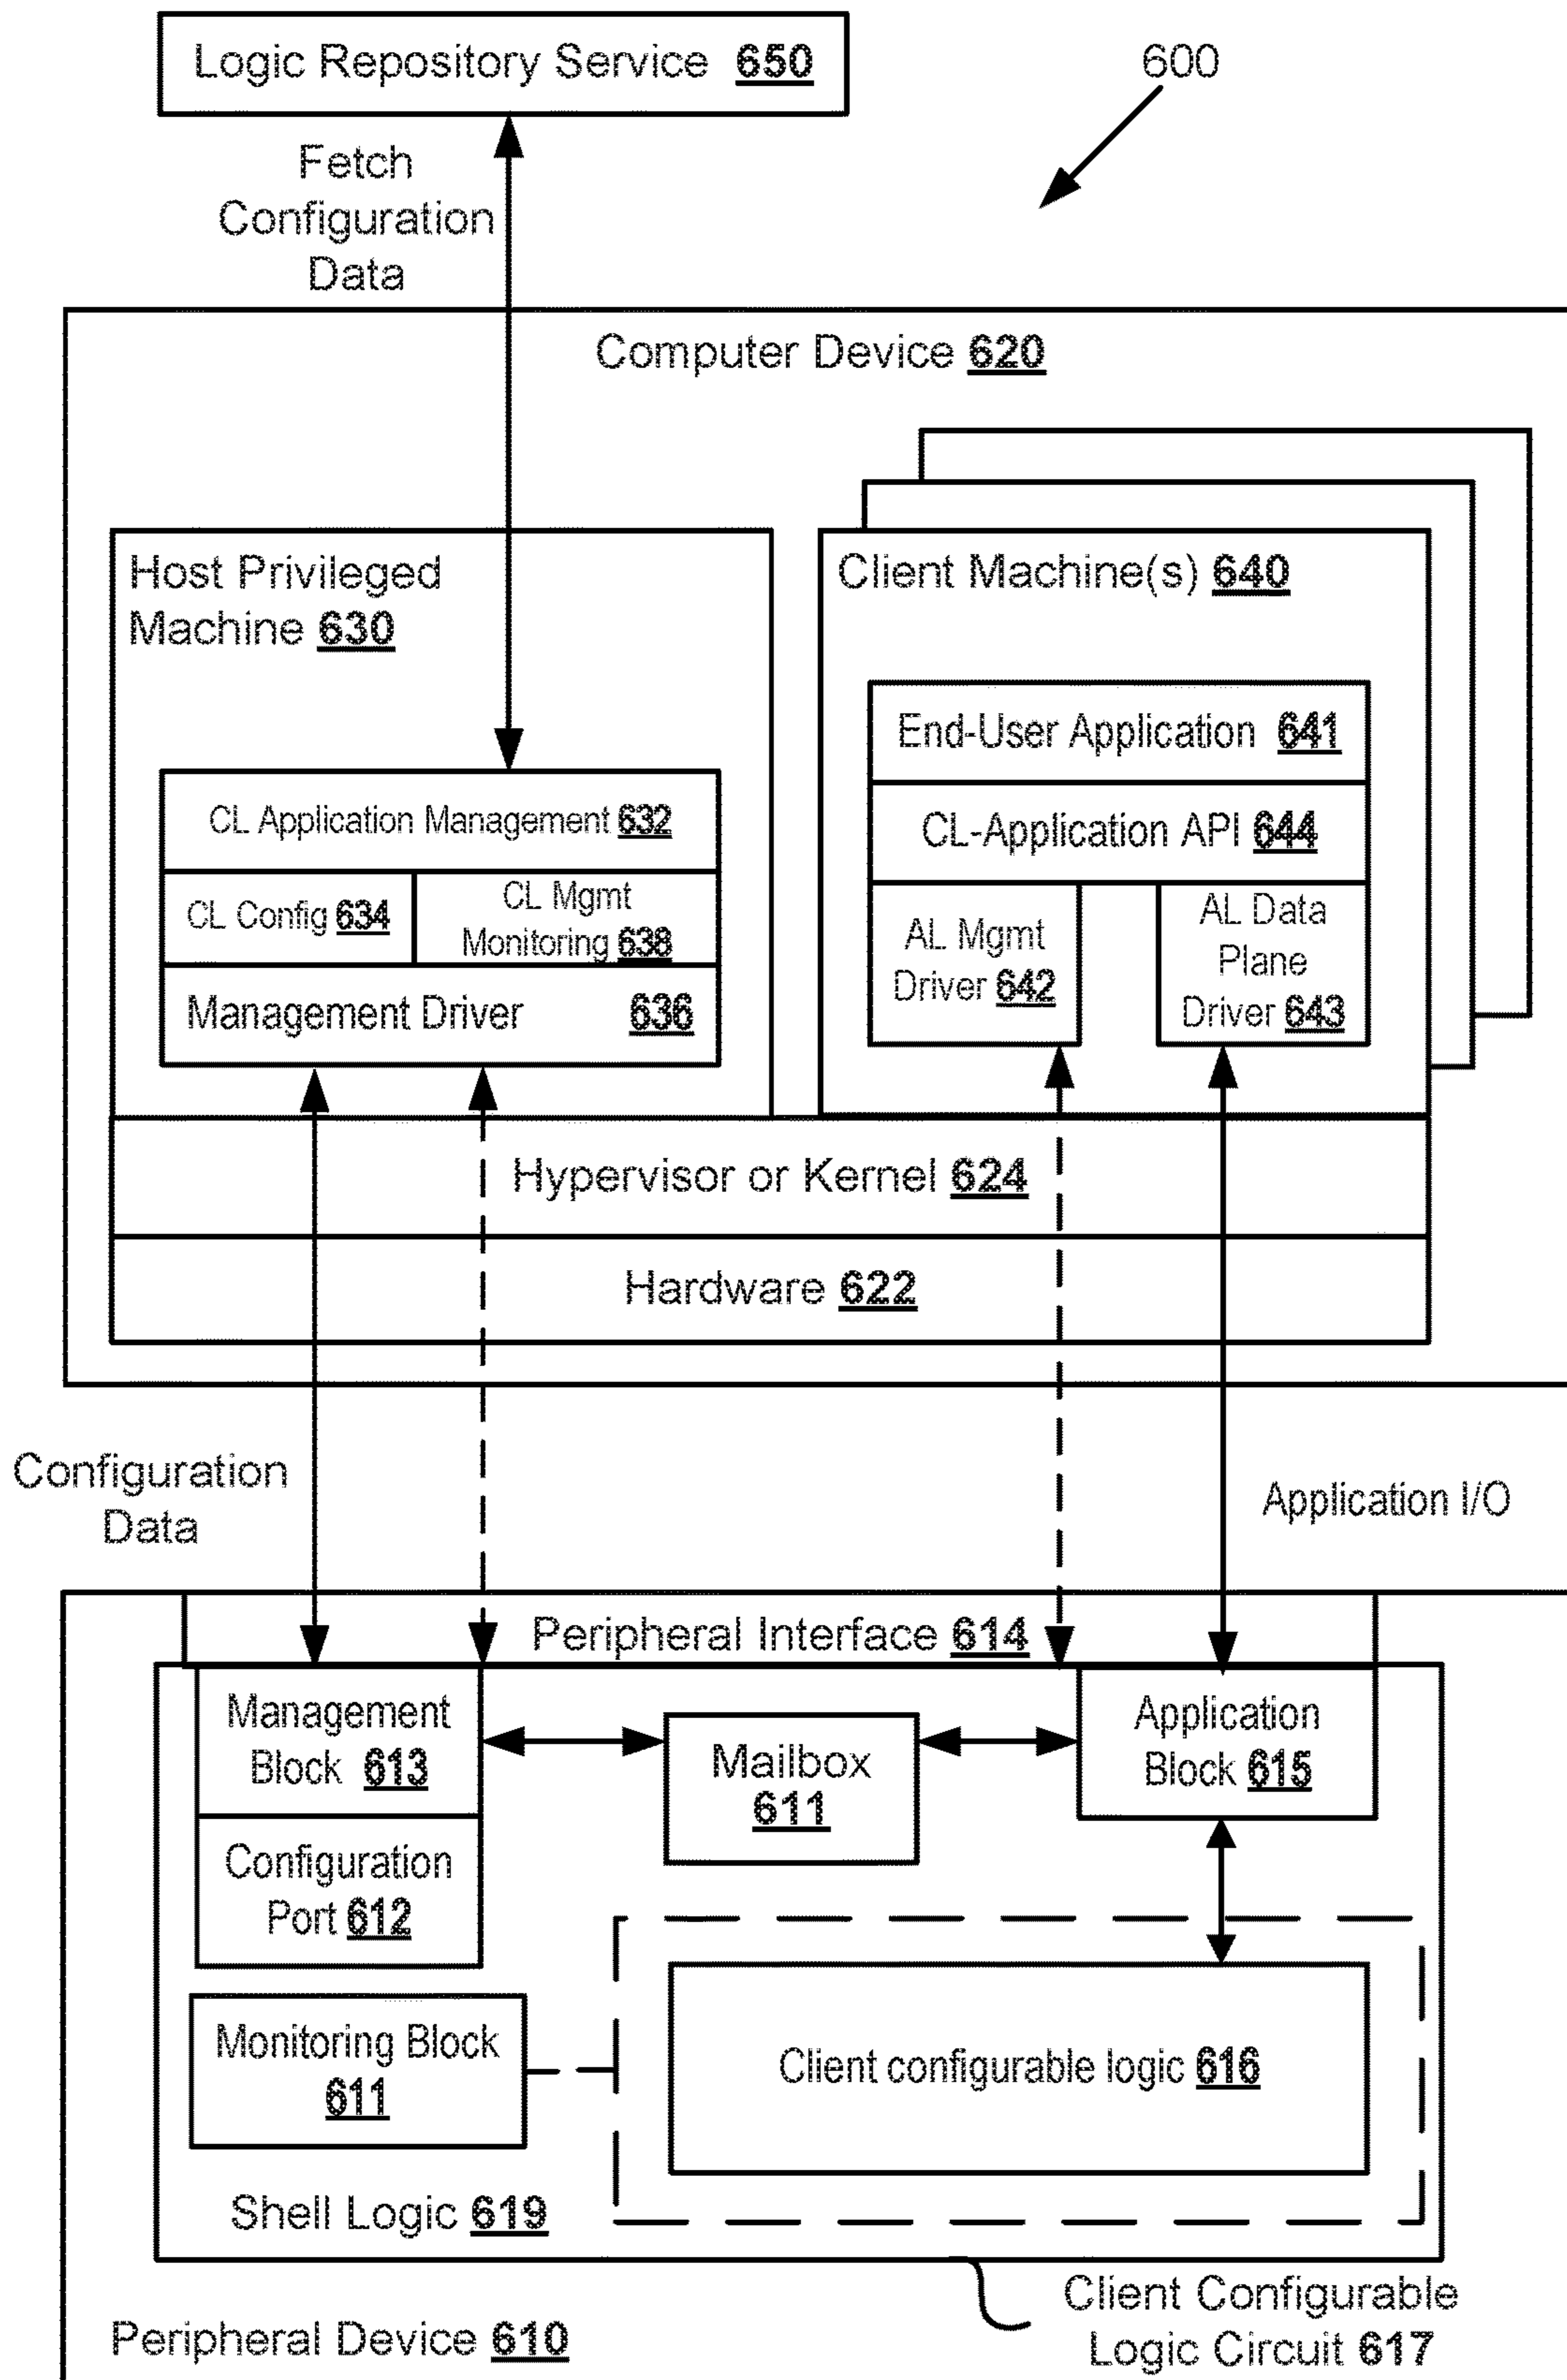 Logic Repository Service 650
600
Fetch
Configuration
Data
Computer Device 620
Host Privileged
Machine 630
CL Application Management 632
CL Config 634
CL Mgmt
Monitoring 638
Management Driver 636
Client Machine(s) 640
End-User Application 641
CL-Application API 644
AL Mgmt
Driver 642
AL Data
Plane
Driver 643
Hypervisor or Kernel 624
Hardware 622
Configuration
Data
Application I/O
Peripheral Interface 614
Management
Block 613
Mailbox
611
Application
Block 615
Configuration
Port 612
Monitoring Block
611
Client configurable logic 616
Shell Logic 619
Client Configurable
Logic Circuit 617
Peripheral Device 610